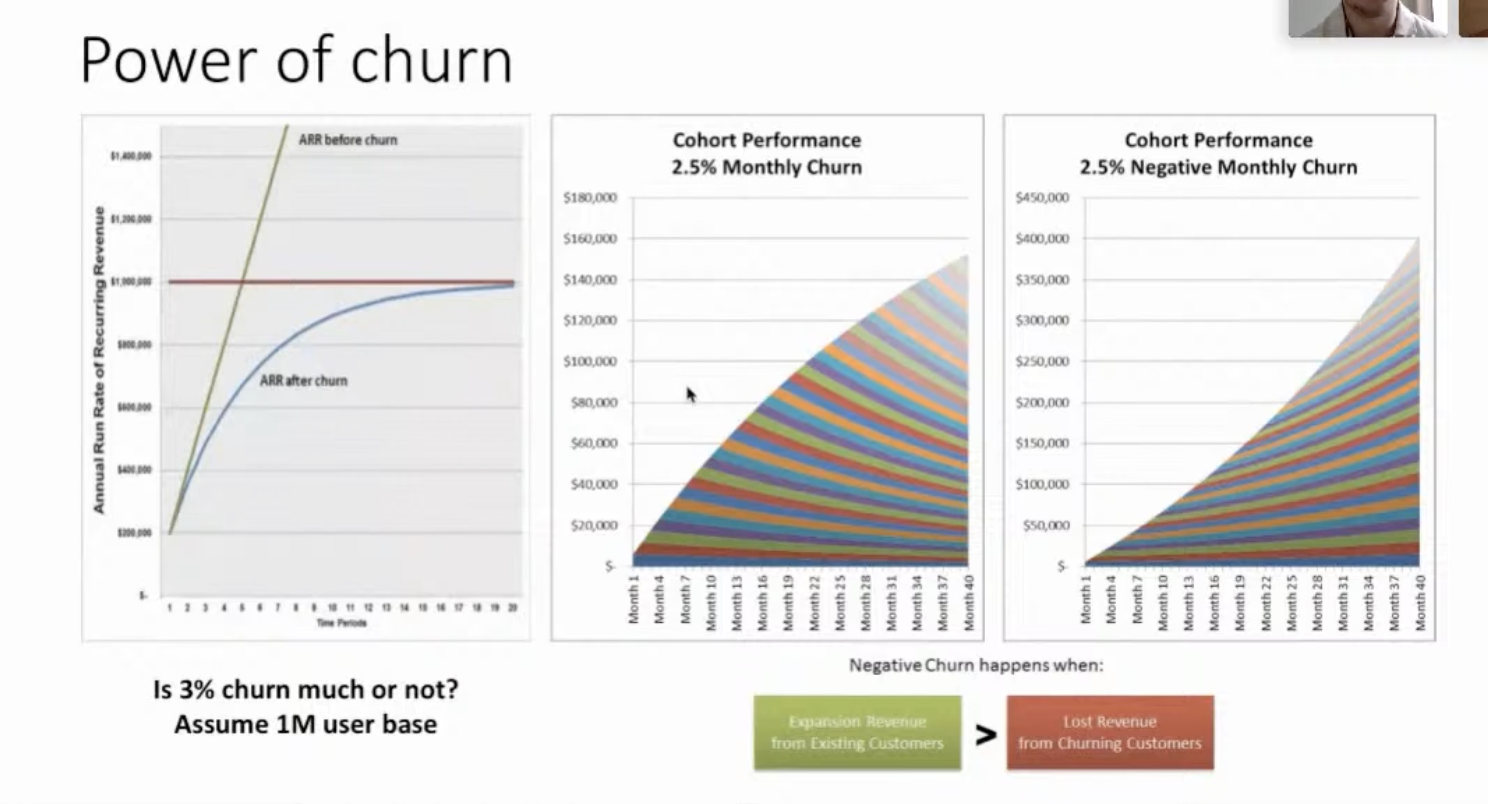 Power of churn
Annual Run Rate of Recurring Revenue
$1,400,000
$1,200,000
$1,000,000
$800,000
$600,000
$400,000
$200,000
$-
ARR before churn
ARR after churn
1 2 3 4 5 6 7 8 9 10 11 12 13 14 15 16 17 18 19 20
Time Periods
Is 3% churn much or not?
Assume 1M user base
Cohort Performance
2.5% Monthly Churn
$180,000
$160,000
$140,000
$120,000
$100,000
$80,000
$60,000
$40,000
$20,000
$-
Month 1
Month 4
Month 7
Month 10
Month 13
Month 16
Month 19
Month 22
Month 25
Month 28
Month 31
Month 34
Month 37
Month 40
Cohort Performance
2.5% Negative Monthly Churn
$450,000
$400,000
$350,000
$300,000
$250,000
$200,000
$150,000
$100,000
$50,000
$-
Month 1
Month 4
Month 7
Month 10
Month 13
Month 16
Month 19
Month 22
Month 25
Month 28
Month 31
Month 34
Month 37
Month 40
Negative Churn happens when:
Expansion Revenue
from Existing Customers
>
Lost Revenue
from Churning Customers